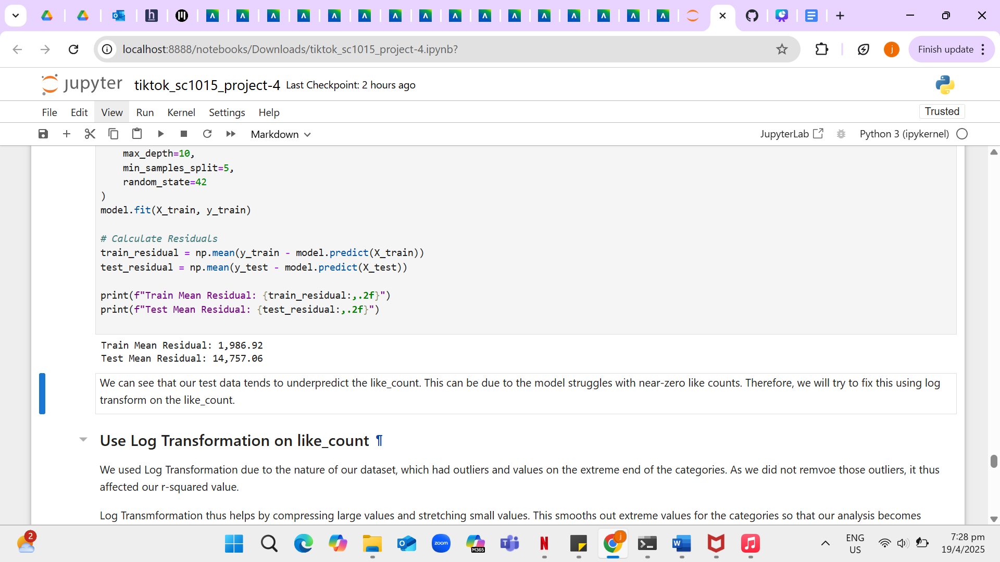 localhost:8888/notebooks/Downloads/tiktok_sc1015_project-4.ipynb?
j
Finish update
jupyter
tiktok_sc1015_project-4
Last Checkpoint: 2 hours ago
File
Edit
View
Run
Kernel
Settings
Help
Trusted
Markdown
JupyterLab
Python 3 (ipykernel)
max_depth=10,
min_samples_split=5,
random_state=42
)
model.fit(X_train, y_train)
# Calculate Residuals
train_residual = np.mean(y_train - model.predict(X_train))
test_residual = np.mean(y_test - model.predict(X_test))
print(f"Train Mean Residual: {train_residual:,.2f}")
print(f"Test Mean Residual: {test_residual:,.2f}")
Train Mean Residual: 1,986.92
Test Mean Residual: 14,757.06
We can see that our test data tends to underpredict the like_count. This can be due to the model struggles with near-zero like counts. Therefore, we will try to fix this using log
transform on the like_count.
Use Log Transformation on like_count ¶
We used Log Transformation due to the nature of our dataset, which had outliers and values on the extreme end of the categories. As we did not remvoe those outliers, it thus
affected our r-squared value.
Log Transmformation thus helps by compressing large values and stretching small values. This smooths out extreme values for the categories so that our analysis becomes
2
zoom
M365
ENG
US
7:28 pm
19/4/2025